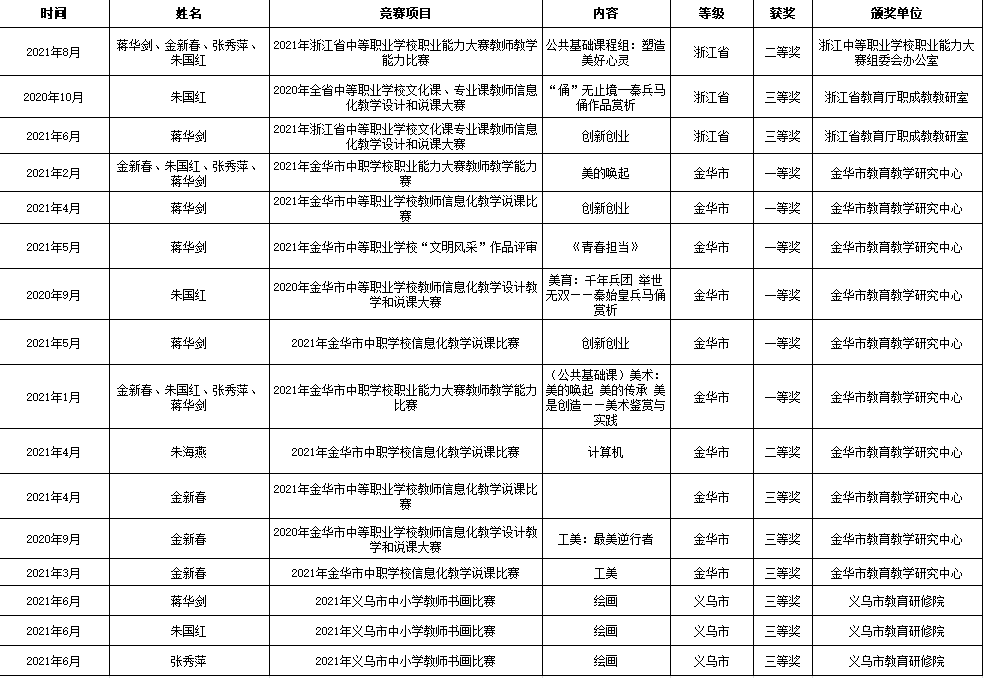 时间 姓名 竞赛项目 内容 等级 获奖 颁奖单位
2021年8月 蒋华剑、金新春、张秀萍、朱国红 2021年浙江省中等职业学校职业能力大赛教师教学能力比赛 公共基础课程组：塑造美好心灵 浙江省 二等奖 浙江中等职业学校职业能力大赛组委会办公室
2020年10月 朱国红 2020年全省中等职业学校文化课、专业课教师信息化教学设计和说课大赛 “俑”无止境一秦兵马俑作品赏析 浙江省 三等奖 浙江省教育厅职成教教研室
2021年6月 蒋华剑 2021年浙江省中等职业学校文化课专业课教师信息化教学设计和说课大赛 创新创业 浙江省 三等奖 浙江省教育厅职成教教研室
2021年2月 金新春、朱国红、张秀萍、蒋华剑 2021年金华市中职学校职业能力大赛教师教学能力赛 美的唤起 金华市 一等奖 金华市教育教学研究中心
2021年4月 蒋华剑 2021年金华市中等职业学校教师信息化教学说课比赛 创新创业 金华市 一等奖 金华市教育教学研究中心
2021年5月 蒋华剑 2021年金华市中等职业学校“文明风采”作品评审 《青春担当》 金华市 一等奖 金华市教育教学研究中心
2020年9月 朱国红 2020年金华市中等职业学校教师信息化教学设计教学和说课大赛 美育：千年兵团 举世无双－－秦始皇兵马俑赏析 金华市 一等奖 金华市教育教学研究中心
2021年5月 蒋华剑 2021年金华市中职学校信息化教学说课比赛 创新创业 金华市 一等奖 金华市教育教学研究中心
2021年1月 金新春、朱国红、张秀萍、蒋华剑 2021年金华市中职学校职业能力大赛教师教学能力比赛 （公共基础课）美术：美的唤起 美的传承 美是创造－－美术鉴赏与实践 金华市 一等奖 金华市教育教学研究中心
2021年4月 朱海燕 2021年金华市中职学校信息化教学说课比赛 计算机 金华市 二等奖 金华市教育教学研究中心
2021年4月 金新春 2021年金华市中等职业学校教师信息化教学说课比赛 金华市 三等奖 金华市教育教学研究中心
2020年9月 金新春 2020年金华市中等职业学校教师信息化教学设计教学和说课大赛 工美：最美逆行者 金华市 三等奖 金华市教育教学研究中心
2021年3月 金新春 2021年金华市中职学校信息化教学说课比赛 工美 金华市 三等奖 金华市教育教学研究中心
2021年6月 蒋华剑 2021年义乌市中小学教师书画比赛 绘画 义乌市 三等奖 义乌市教育研修院
2021年6月 朱国红 2021年义乌市中小学教师书画比赛 绘画 义乌市 三等奖 义乌市教育研修院
2021年6月 张秀萍 2021年义乌市中小学教师书画比赛 绘画 义乌市 三等奖 义乌市教育研修院